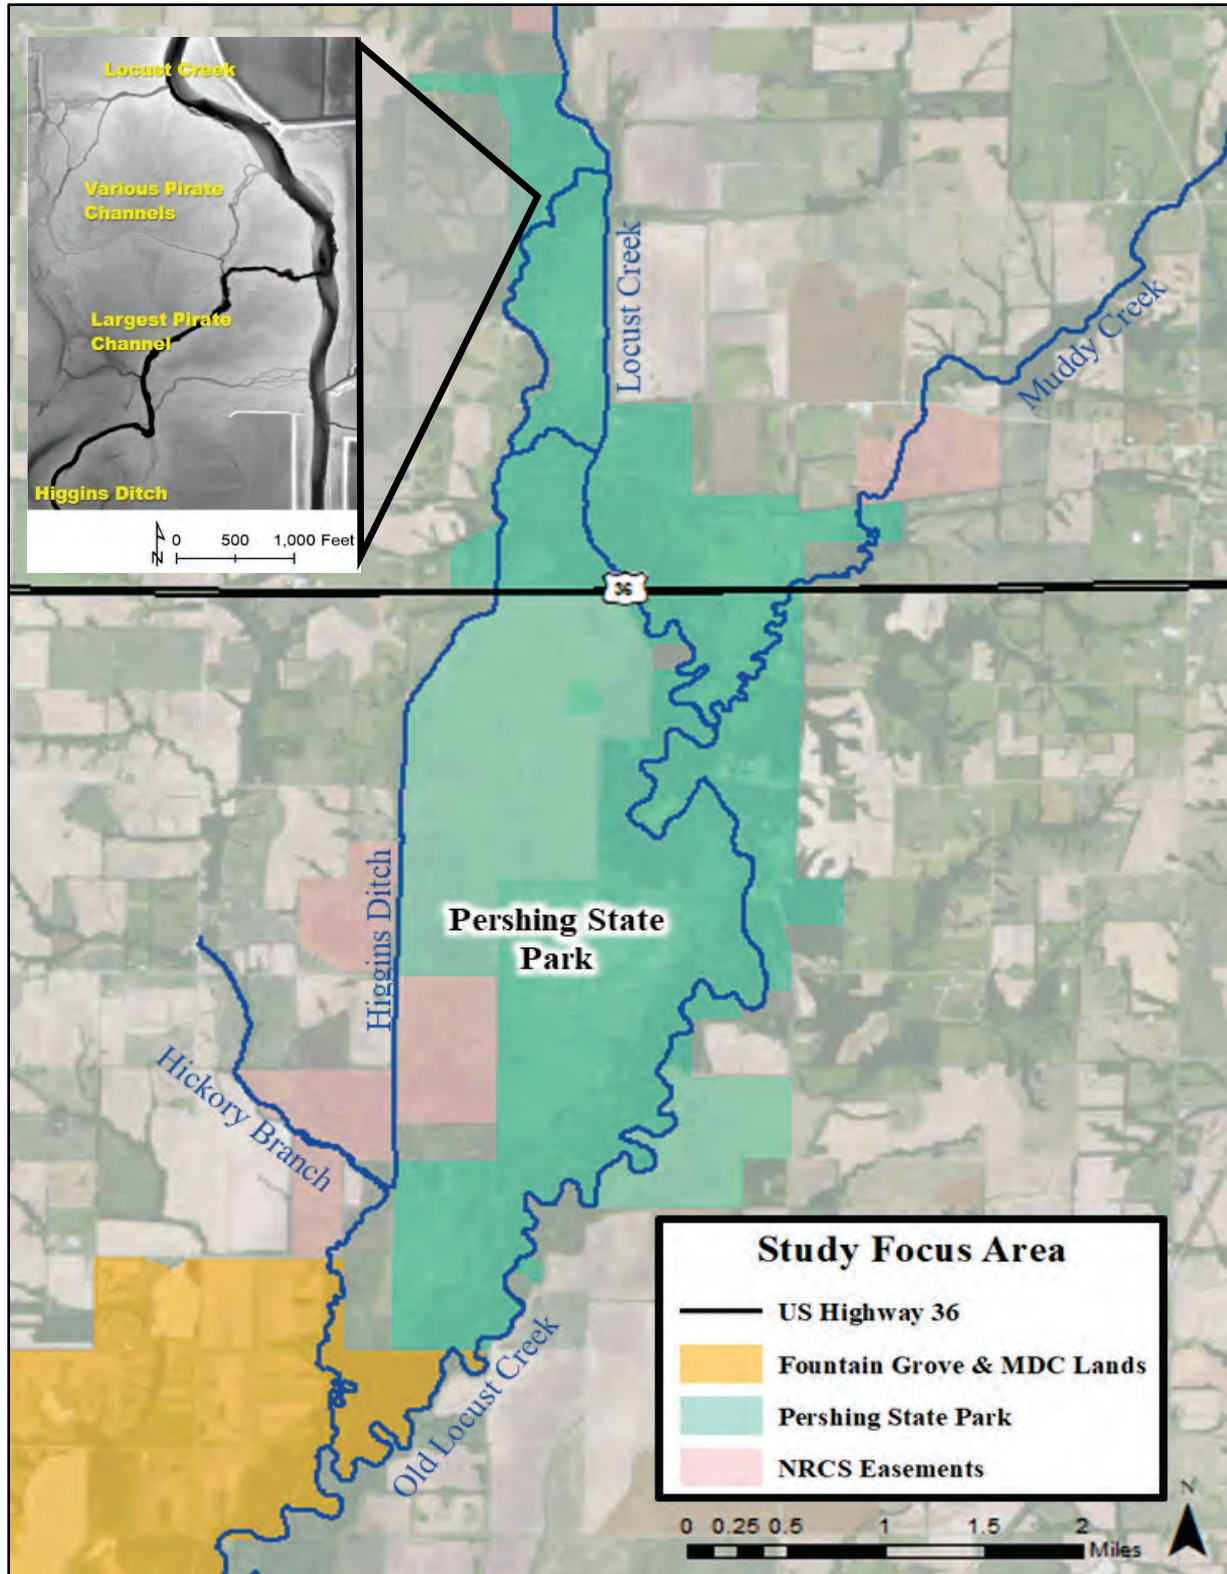 Locust Creek
Various Pirate
Channels
Largest Pirate
Channel
Higgins Ditch
N
0 500 1,000 Feet
Locust Creek
Muddy Creek
36
Higgins Ditch
Pershing State
Park
Hickory Branch
Old Locust Creek
Study Focus Area
US Highway 36
Fountain Grove & MDC Lands
Pershing State Park
NRCS Easements
N
0 0.25 0.5 1 1.5 2
Miles